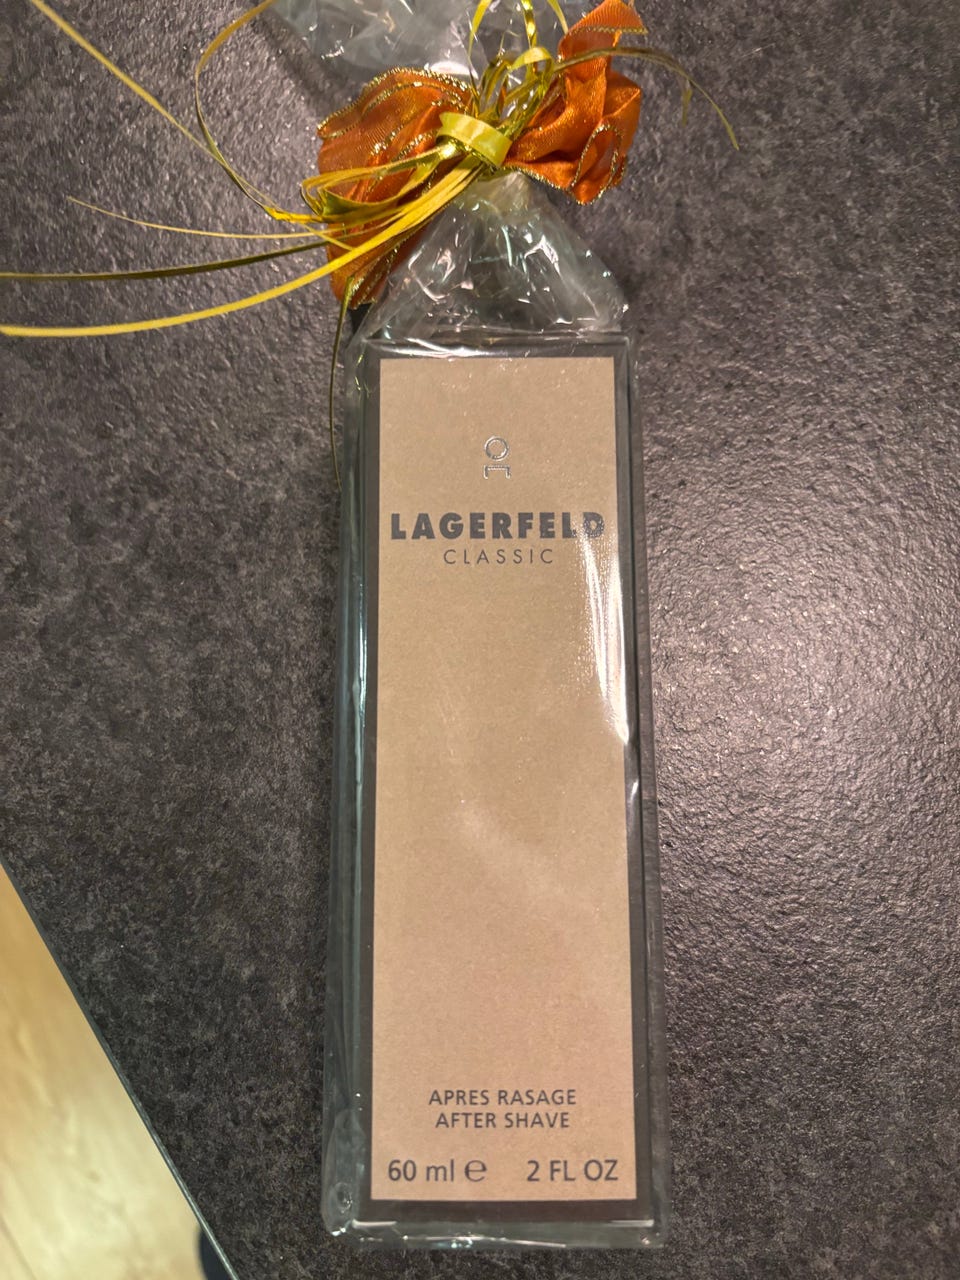 LAGERFELD
CLASSIC
APRES RASAGE
AFTER SHAVE
60 ml ℮ 2 FL OZ